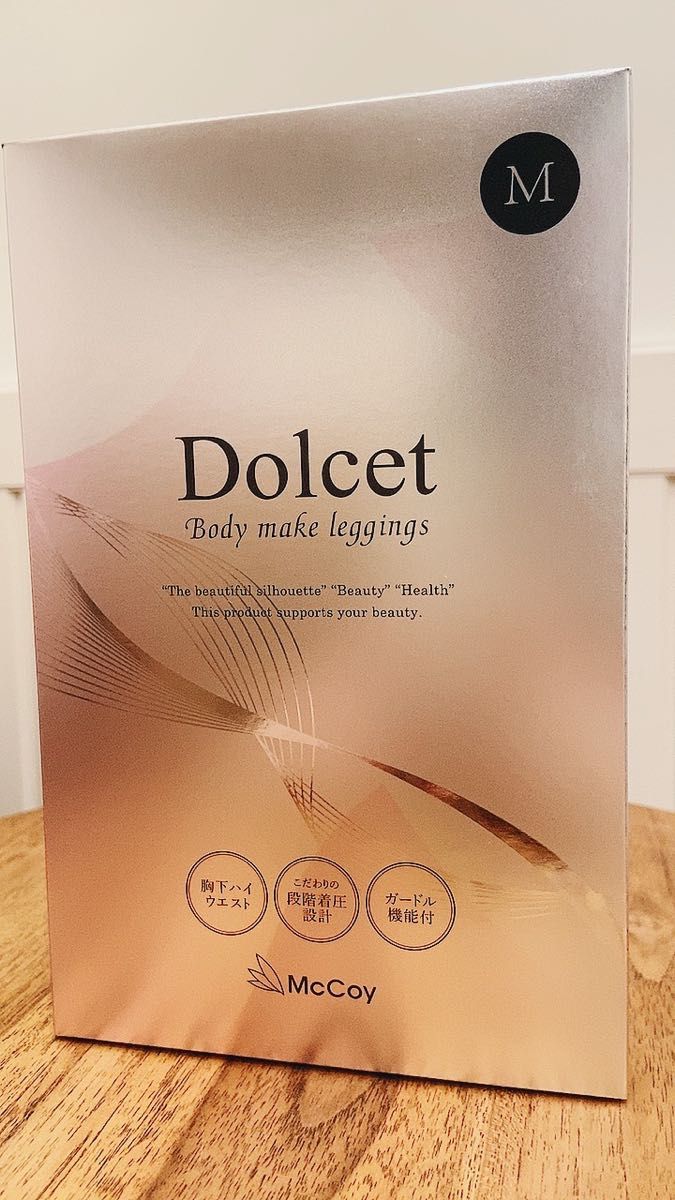 M
Dolcet
Body make leggings
“The beautiful silhouette” “Beauty” “Health”
This product supports your beauty.
胸下ハイ
ウエスト
こだわりの
段階着圧
設計
ガードル
機能付
McCoy